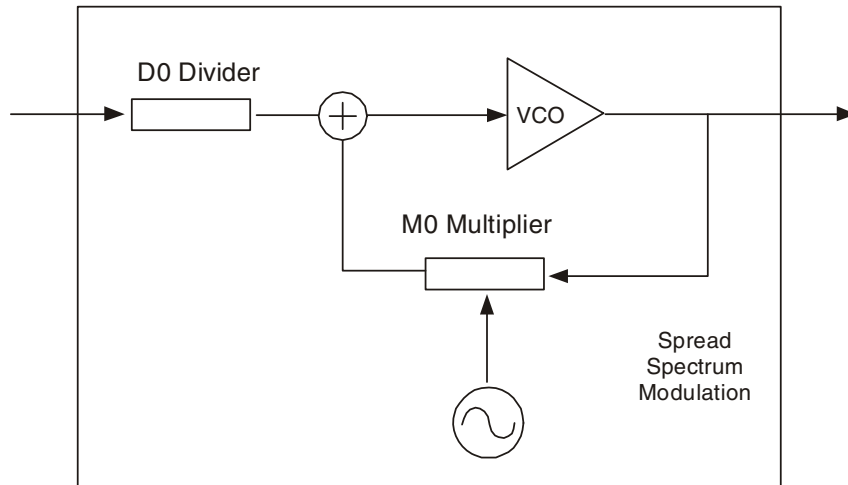 D0 Divider
VCO
M0 Multiplier
Spread
Spectrum
Modulation